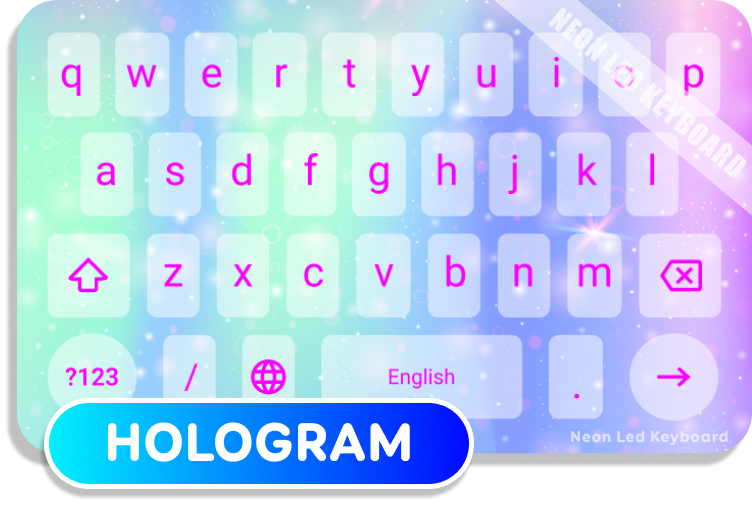 NEON LED KEYBOARD
q w e r t y u i o p
a s d f g h j k l
z x c v b n m
?123 / English .
HOLOGRAM
Neon Led Keyboard